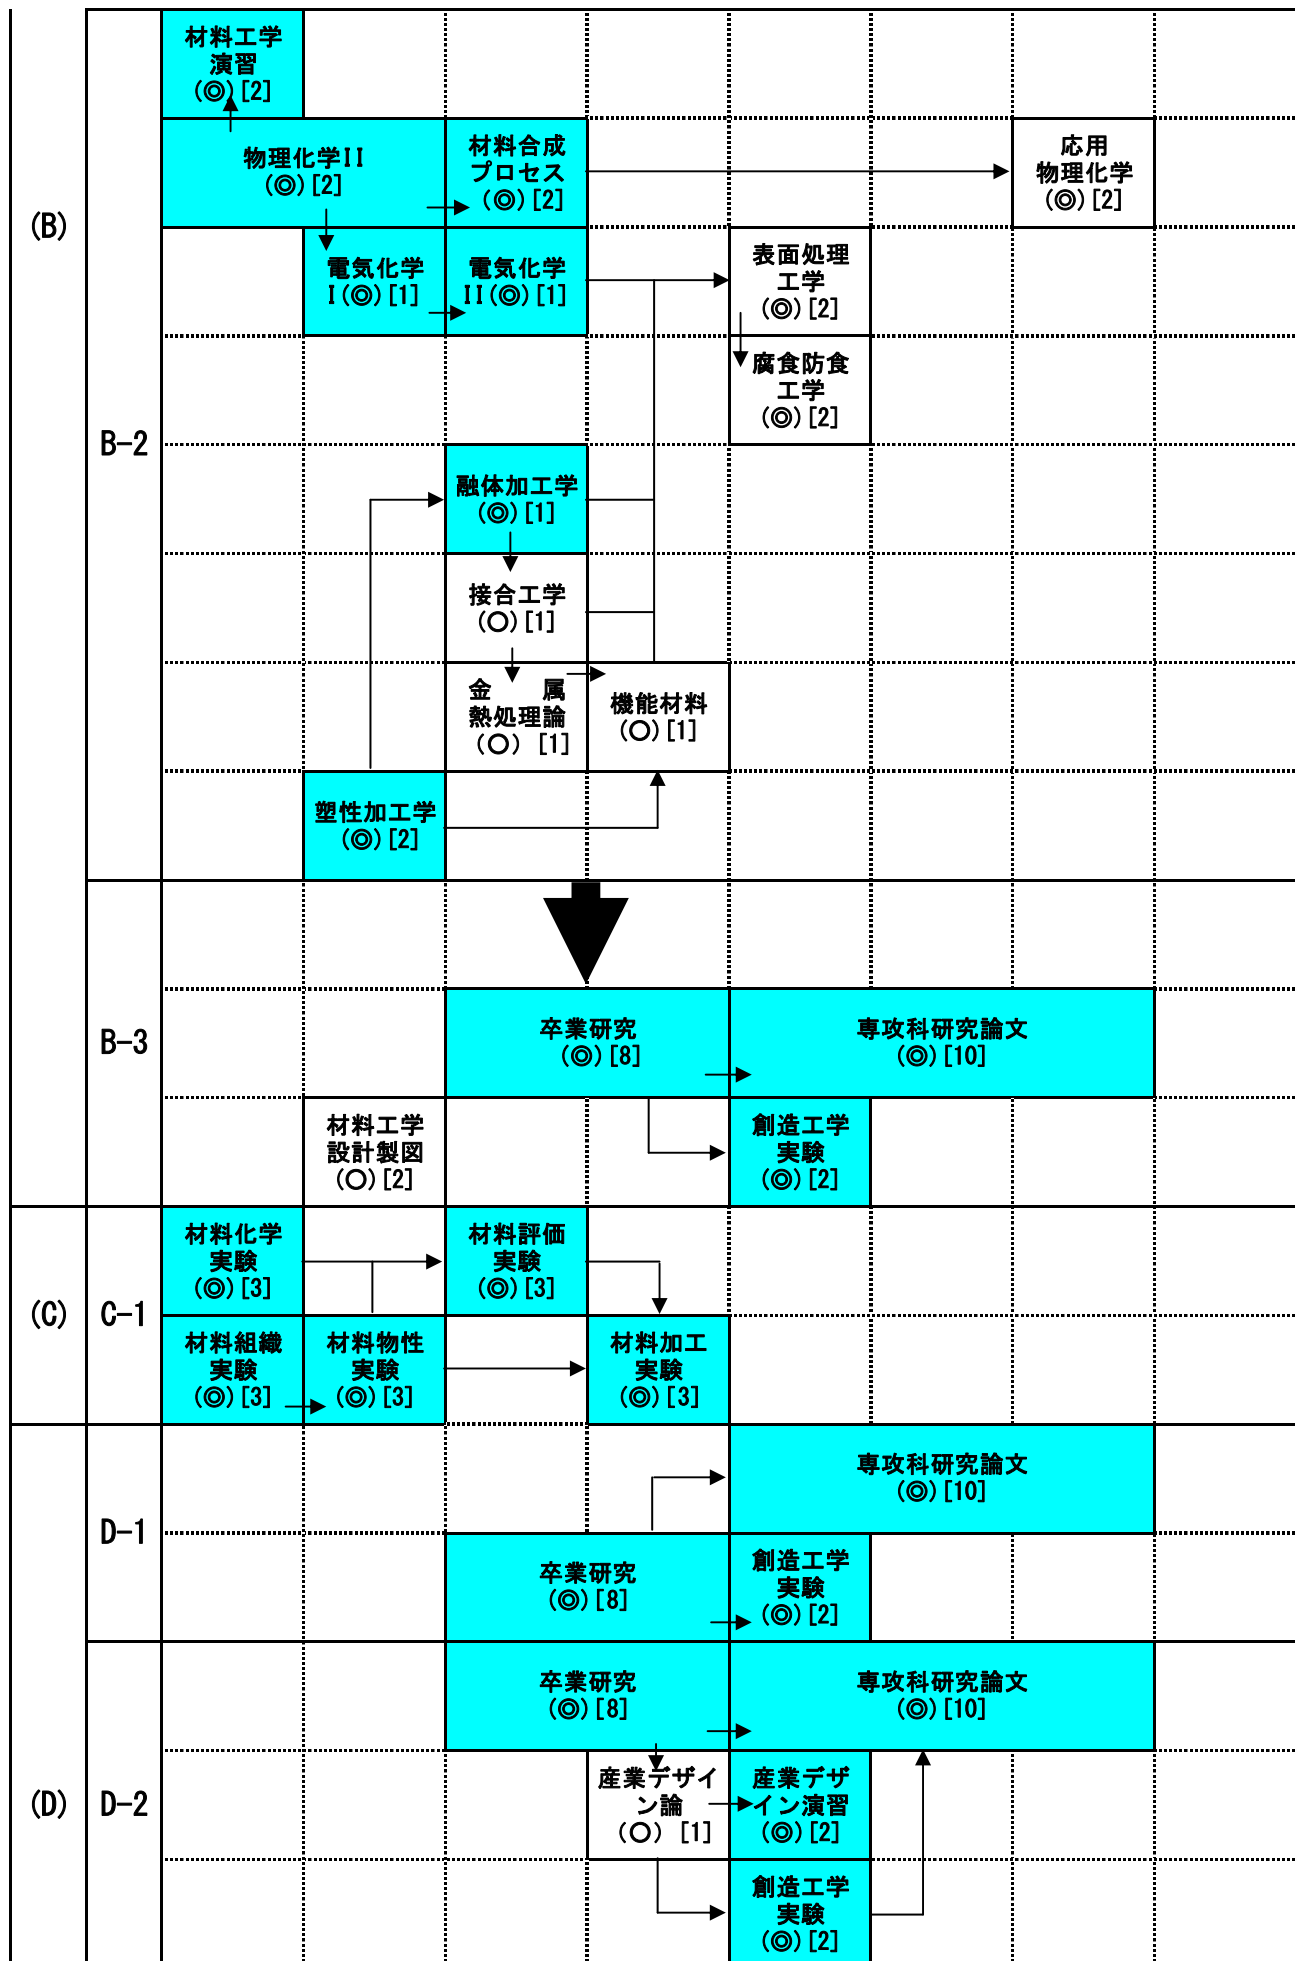 材料工学
演習
(◎)[2]
物理化学II
(◎)[2]
材料合成
プロセス
(◎)[2]
応用
物理化学
(◎)[2]
(B)
電気化学
I(◎)[1]
電気化学
II(◎)[1]
表面処理
工学
(◎)[2]
腐食防食
工学
(◎)[2]
B-2
融体加工学
(◎)[1]
接合工学
(○)[1]
金 属
熱処理論
(○) [1]
機能材料
(○)[1]
塑性加工学
(◎)[2]
B-3
卒業研究
(◎)[8]
専攻科研究論文
(◎)[10]
材料工学
設計製図
(○)[2]
創造工学
実験
(◎)[2]
(C)
C-1
材料化学
実験
(◎)[3]
材料評価
実験
(◎)[3]
材料組織
実験
(◎)[3]
材料物性
実験
(◎)[3]
材料加工
実験
(◎)[3]
D-1
専攻科研究論文
(◎)[10]
卒業研究
(◎)[8]
創造工学
実験
(◎)[2]
(D)
D-2
卒業研究
(◎)[8]
専攻科研究論文
(◎)[10]
産業デザイ
ン論
(○) [1]
産業デザ
イン演習
(◎)[2]
創造工学
実験
(◎)[2]